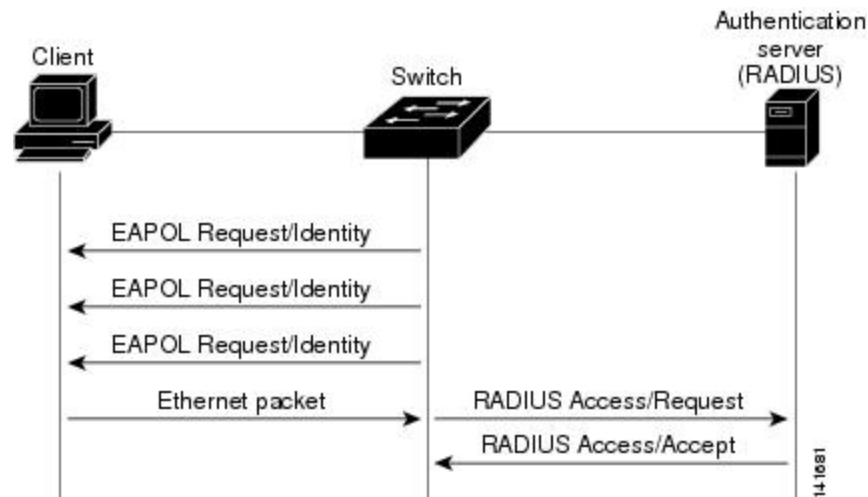 Client
Switch
Authentication
server
(RADIUS)
EAPOL Request/Identity
EAPOL Request/Identity
EAPOL Request/Identity
Ethernet packet
RADIUS Access/Request
RADIUS Access/Accept
141681